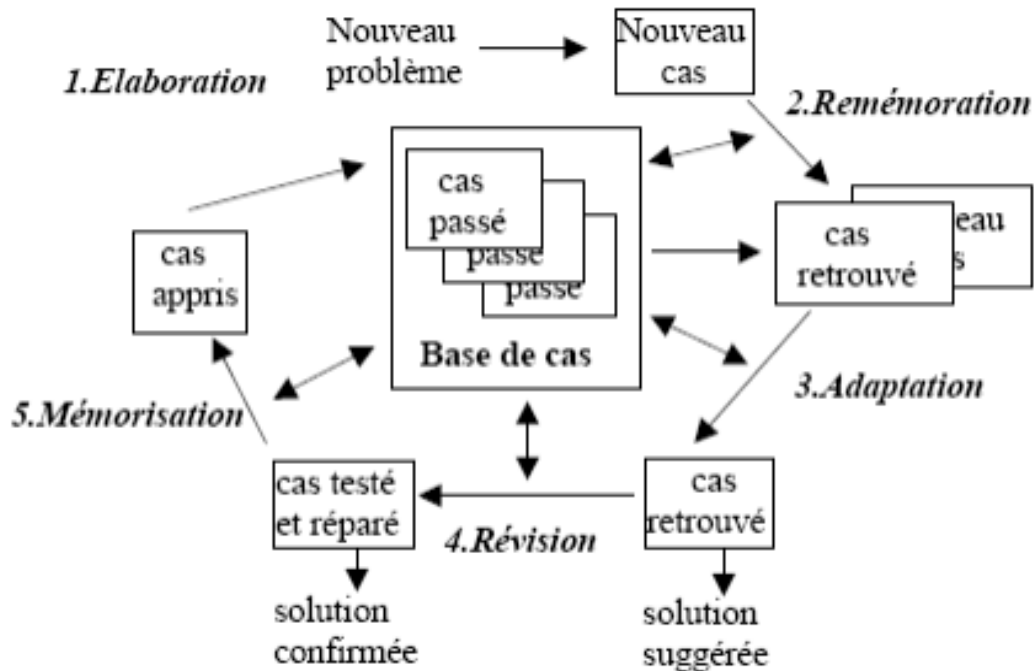 Nouveau
problème
Nouveau
cas
1.Elaboration
2.Remémoration
cas
passé
passé
passé
Base de cas
cas
retrouvé
eau
s
cas
appris
3.Adaptation
5.Mémorisation
cas testé
et réparé
4.Révision
cas
retrouvé
solution
confirmée
solution
suggérée